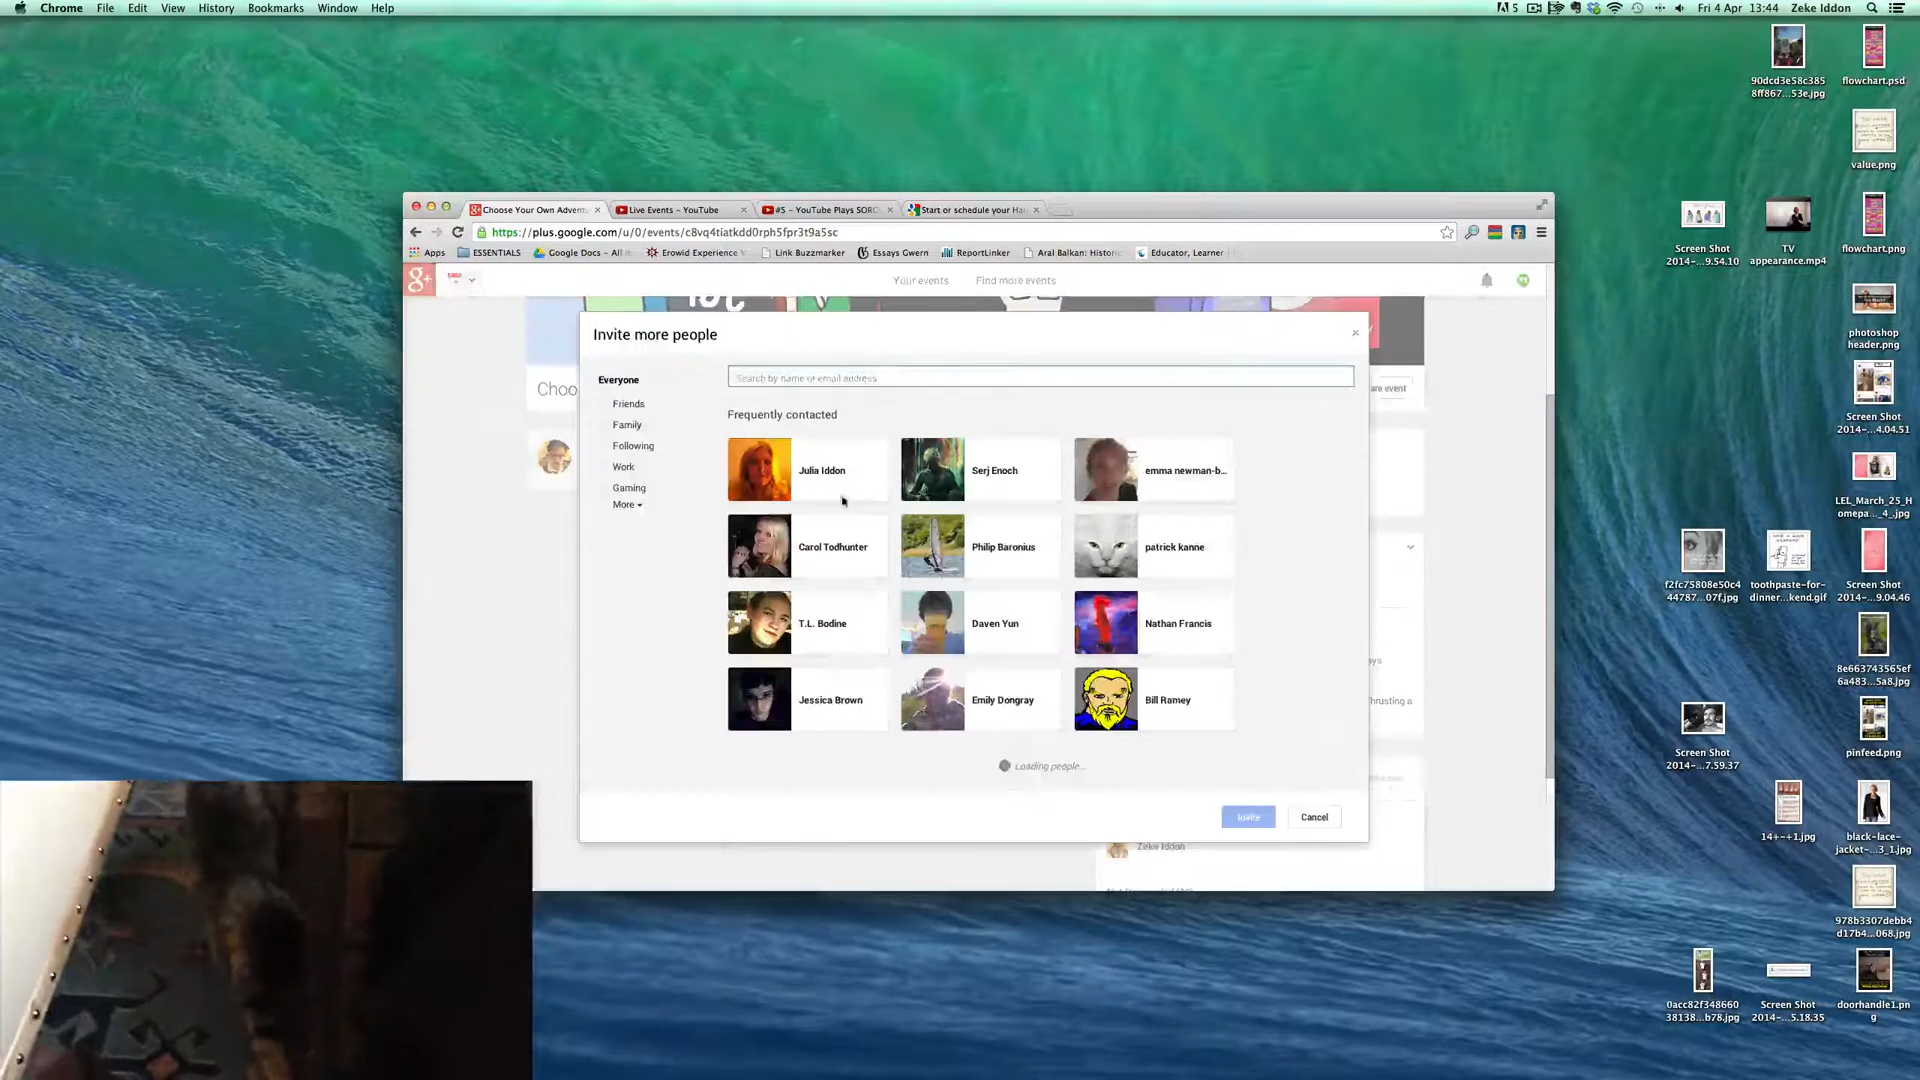 Chrome File Edit View History Bookmarks Window Help
5 Fri 4 Apr 13:44 Zeke Iddon
Choose Your Own Advent
Live Events - YouTube
#5 - YouTube Plays SORC
Start or schedule your Ha
https://plus.google.com/u/0/events/c8vq4tiatkdd0rph5fpr3t9a5sc
Apps ESSENTIALS Google Docs - All it Erowid Experience V Link Buzzmarker Essays Gwern ReportLinker Aral Balkan: Historic Educator, Learner
g+ Your events Find more events
Choo
re event
Invite more people
Search by name or email address
Everyone
Friends
Family
Following
Work
Gaming
More
Frequently contacted
Julia Iddon
Serj Enoch
emma newman-b...
Carol Todhunter
Philip Baronius
patrick kanne
T.L. Bodine
Daven Yun
Nathan Francis
Jessica Brown
Emily Dongray
Bill Ramey
Loading people...
Invite
Cancel
ays
hrusting a
Zeke Iddon
90dcd3e58c385
8ff867...53e.jpg
flowchart.psd
value.png
Screen Shot
2014-...9.54.10
TV
appearance.mp4
flowchart.png
photoshop
header.png
Screen Shot
2014-...4.04.51
LEL_March_25_H
omepa..._4_.jpg
f2fc75808e50c4
44787...07f.jpg
toothpaste-for-
dinner...kend.gif
Screen Shot
2014-...9.04.46
8e663743565ef
6a483...5a8.jpg
Screen Shot
2014-...7.59.37
pinfeed.png
14+-+1.jpg
black-lace-
jacket-...3_1.jpg
978b3307debb4
d17b4...068.jpg
0acc82f348660
38138...b78.jpg
Screen Shot
2014-...5.18.35
doorhandle1.pn
g